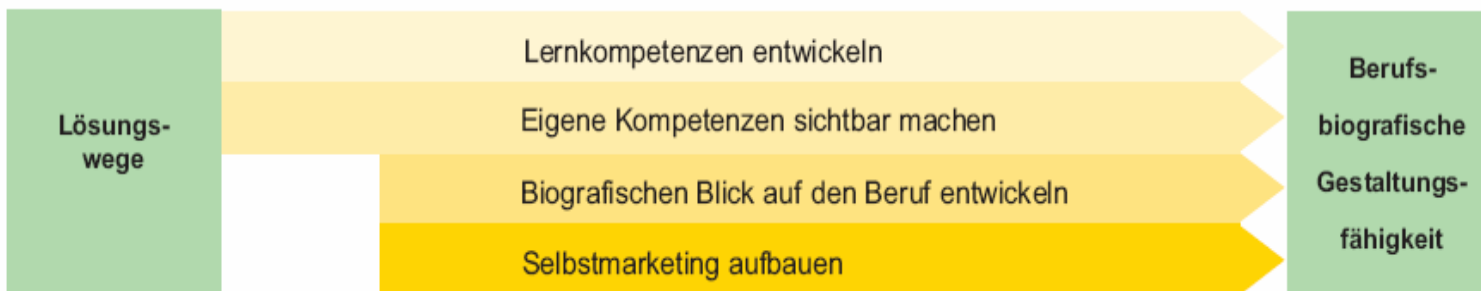 Lösungs-
wege
Lernkompetenzen entwickeln
Eigene Kompetenzen sichtbar machen
Biografischen Blick auf den Beruf entwickeln
Selbstmarketing aufbauen
Berufs-
biografische
Gestaltungs-
fähigkeit